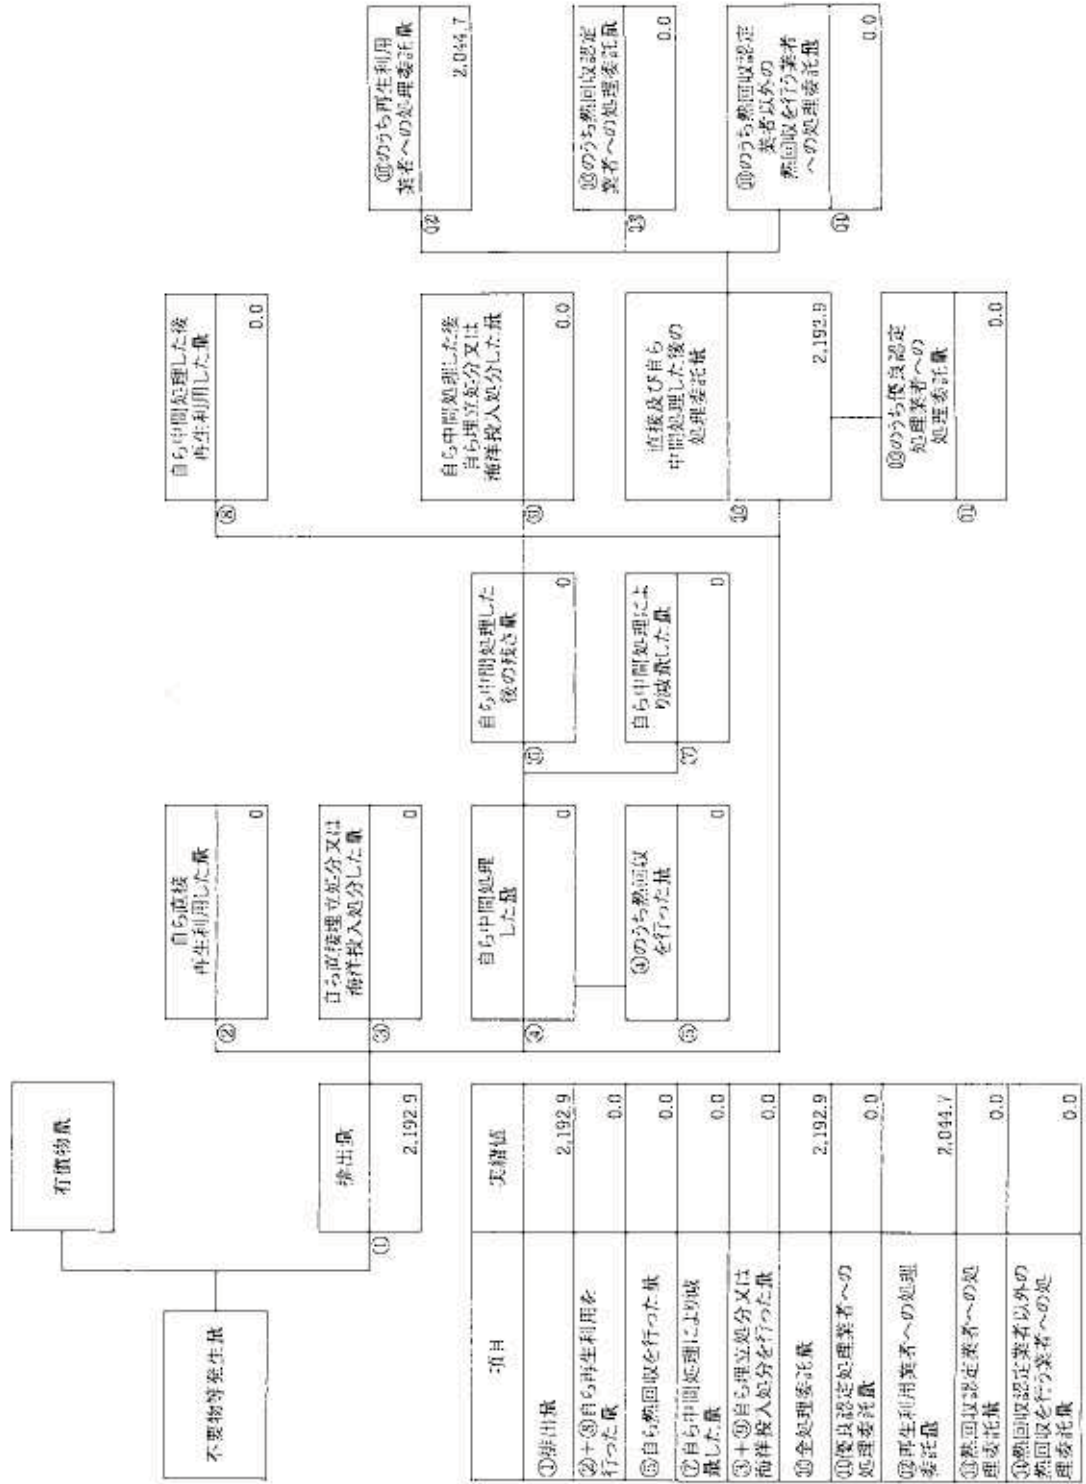 不要物等発生量
有償物量
①
排出量
2,192.9
②
自ら直接
再生利用した量
0
③
自ら直接埋立処分又は
海洋投入処分した量
0
④
自ら中間処理
した量
0
⑤
④のうち熱回収
を行った量
0
⑥
自ら中間処理した
後の残さ量
0
⑦
自ら中間処理によ
り減量した量
0
⑧
自ら中間処理した後
再生利用した量
0.0
⑨
自ら中間処理した後
自ら埋立処分又は
海洋投入処分した量
0.0
⑩
直接及び自ら
中間処理した後の
処理委託量
2,192.9
⑪
⑩のうち優良認定
処理業者への
処理委託量
0.0
⑫
⑩のうち再生利用
業者への処理委託量
2,044.7
⑬
⑩のうち熱回収認定
業者への処理委託量
0.0
⑭
⑩のうち熱回収認定
業者以外の
熱回収を行う業者
への処理委託量
0.0
項目
実績値
①排出量
2,192.9
②+⑧自ら再生利用を
行った量
0.0
⑤自ら熱回収を行った量
0.0
⑦自ら中間処理により減
量した量
0.0
③+⑨自ら埋立処分又は
海洋投入処分を行った量
0.0
⑩全処理委託量
2,192.9
⑪優良認定処理業者への
処理委託量
0.0
⑫再生利用業者への処理
委託量
2,044.7
⑬熱回収認定業者への処
理委託量
0.0
⑭熱回収認定業者以外の
熱回収を行う業者への処
理委託量
0.0